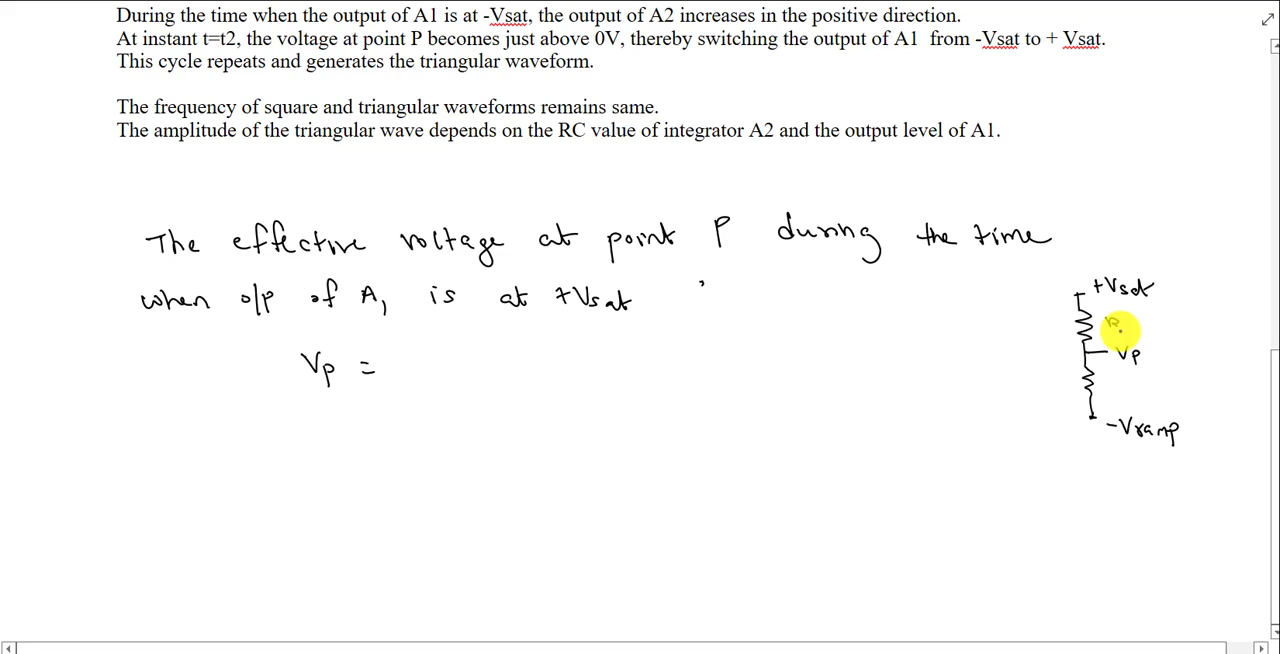 During the time when the output of A1 is at -Vsat, the output of A2 increases in the positive direction.
At instant t=t2, the voltage at point P becomes just above 0V, thereby switching the output of A1 from -Vsat to + Vsat.
This cycle repeats and generates the triangular waveform.
The frequency of square and triangular waveforms remains same.
The amplitude of the triangular wave depends on the RC value of integrator A2 and the output level of A1.
The effective voltage at point P during the time
when o/p of A1 is at +Vsat ,
+Vsat
R
VP
Vp =
-Vramp